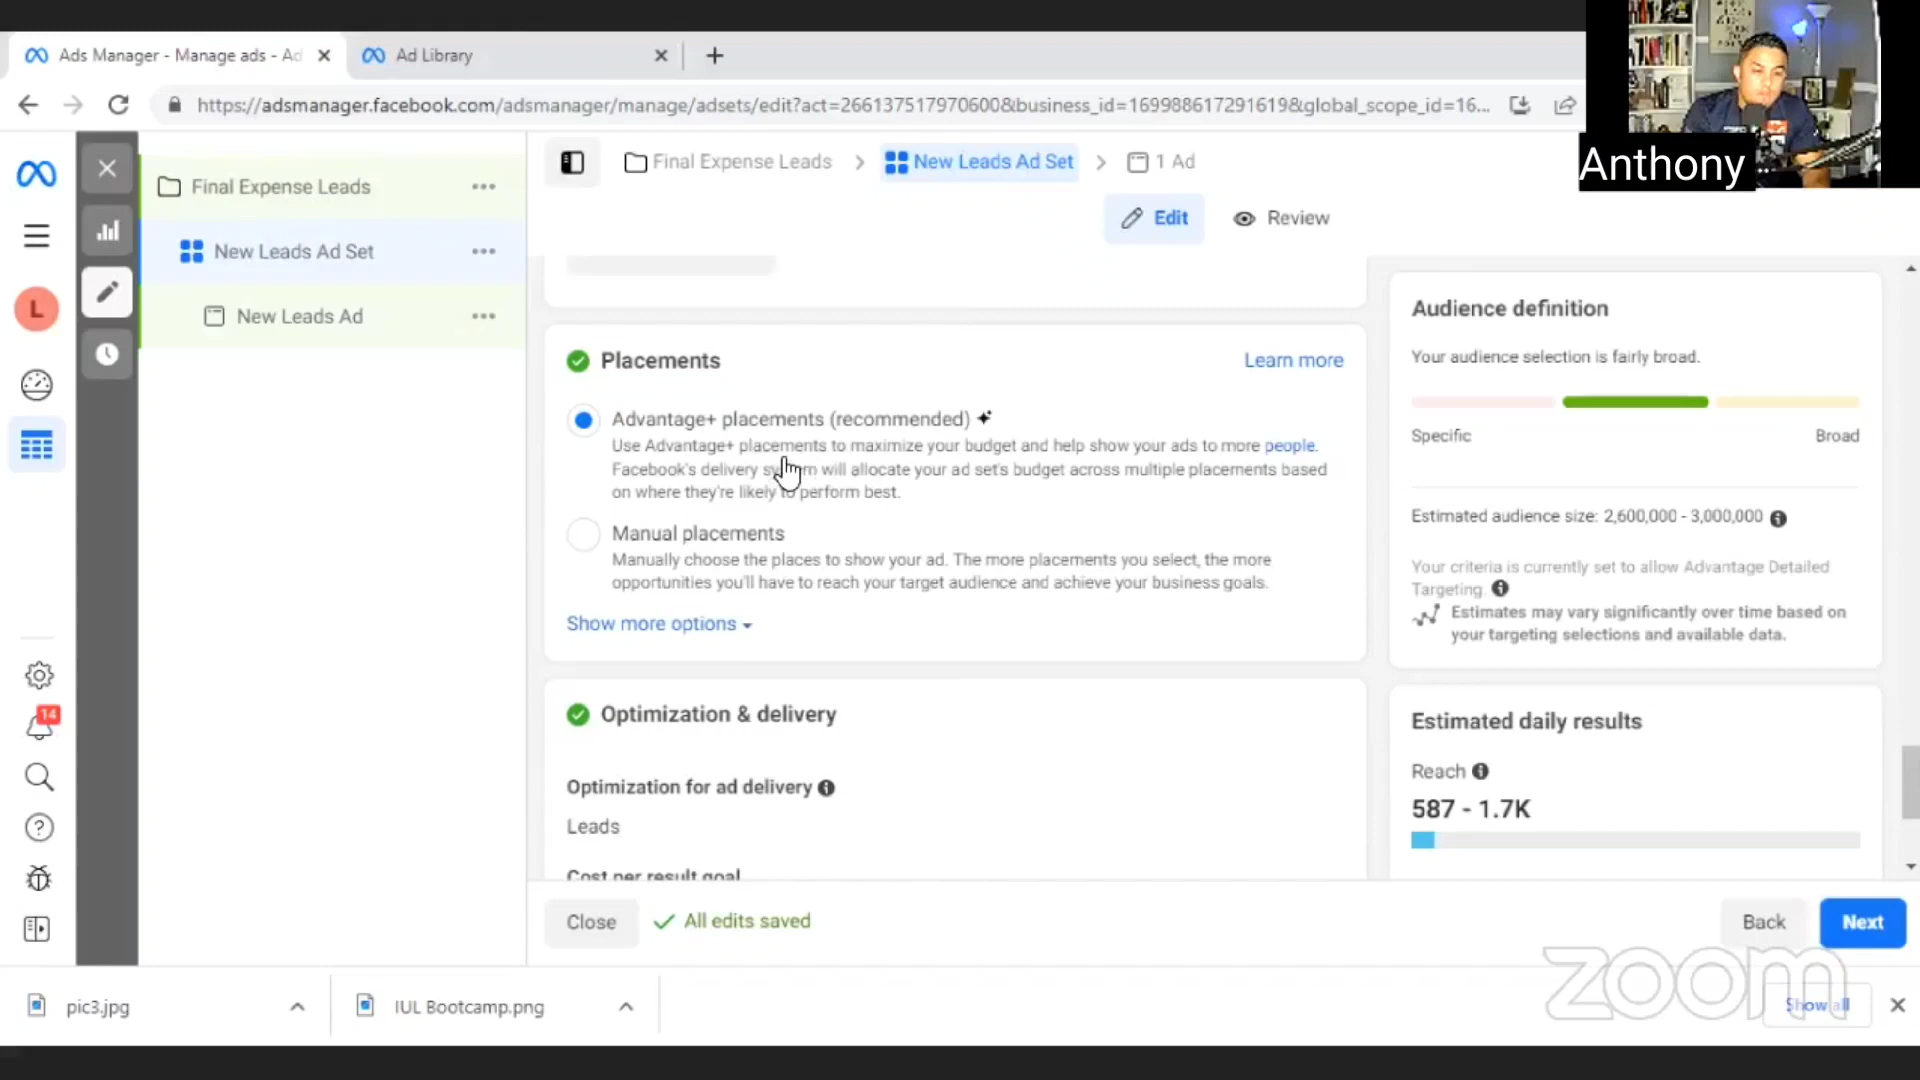 Ads Manager - Manage ads - Ad
Ad Library
https://adsmanager.facebook.com/adsmanager/manage/adsets/edit?act=266137517970600&business_id=169988617291619&global_scope_id=16...
Anthony
Final Expense Leads
New Leads Ad Set
New Leads Ad
L
14
Final Expense Leads
New Leads Ad Set
1 Ad
Edit
Review
Placements
Learn more
Advantage+ placements (recommended)
Use Advantage+ placements to maximize your budget and help show your ads to more people.
Facebook's delivery system will allocate your ad set's budget across multiple placements based
on where they're likely to perform best.
Manual placements
Manually choose the places to show your ad. The more placements you select, the more
opportunities you'll have to reach your target audience and achieve your business goals.
Show more options
Optimization & delivery
Optimization for ad delivery
Leads
Cost per result goal
Audience definition
Your audience selection is fairly broad.
Specific
Broad
Estimated audience size: 2,600,000 - 3,000,000
Your criteria is currently set to allow Advantage Detailed
Targeting.
Estimates may vary significantly over time based on
your targeting selections and available data.
Estimated daily results
Reach
587 - 1.7K
Close
All edits saved
Back
Next
zoom
pic3.jpg
IUL Bootcamp.png
Show all